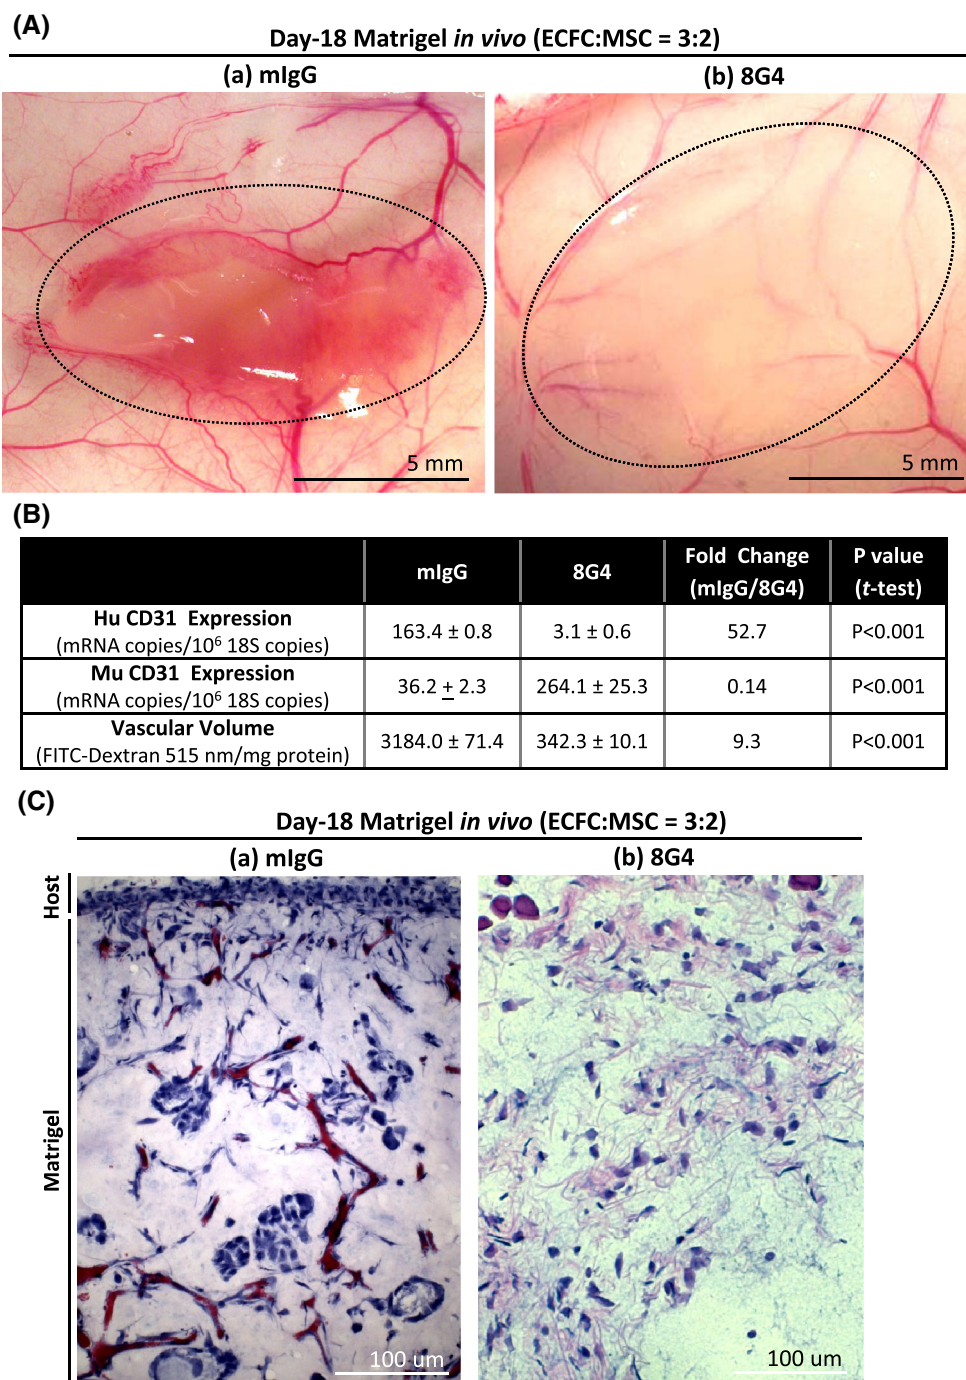 (A)
Day-18 Matrigel in vivo (ECFC:MSC = 3:2)
(a) mIgG
(b) 8G4
5 mm
5 mm
(B)
mIgG
8G4
Fold Change
(mIgG/8G4)
P value
(t-test)
Hu CD31 Expression
(mRNA copies/10⁶ 18S copies)
163.4 ± 0.8
3.1 ± 0.6
52.7
P<0.001
Mu CD31 Expression
(mRNA copies/10⁶ 18S copies)
36.2 + 2.3
264.1 ± 25.3
0.14
P<0.001
Vascular Volume
(FITC-Dextran 515 nm/mg protein)
3184.0 ± 71.4
342.3 ± 10.1
9.3
P<0.001
(C)
Day-18 Matrigel in vivo (ECFC:MSC = 3:2)
(a) mIgG
(b) 8G4
Host
Matrigel
100 um
100 um